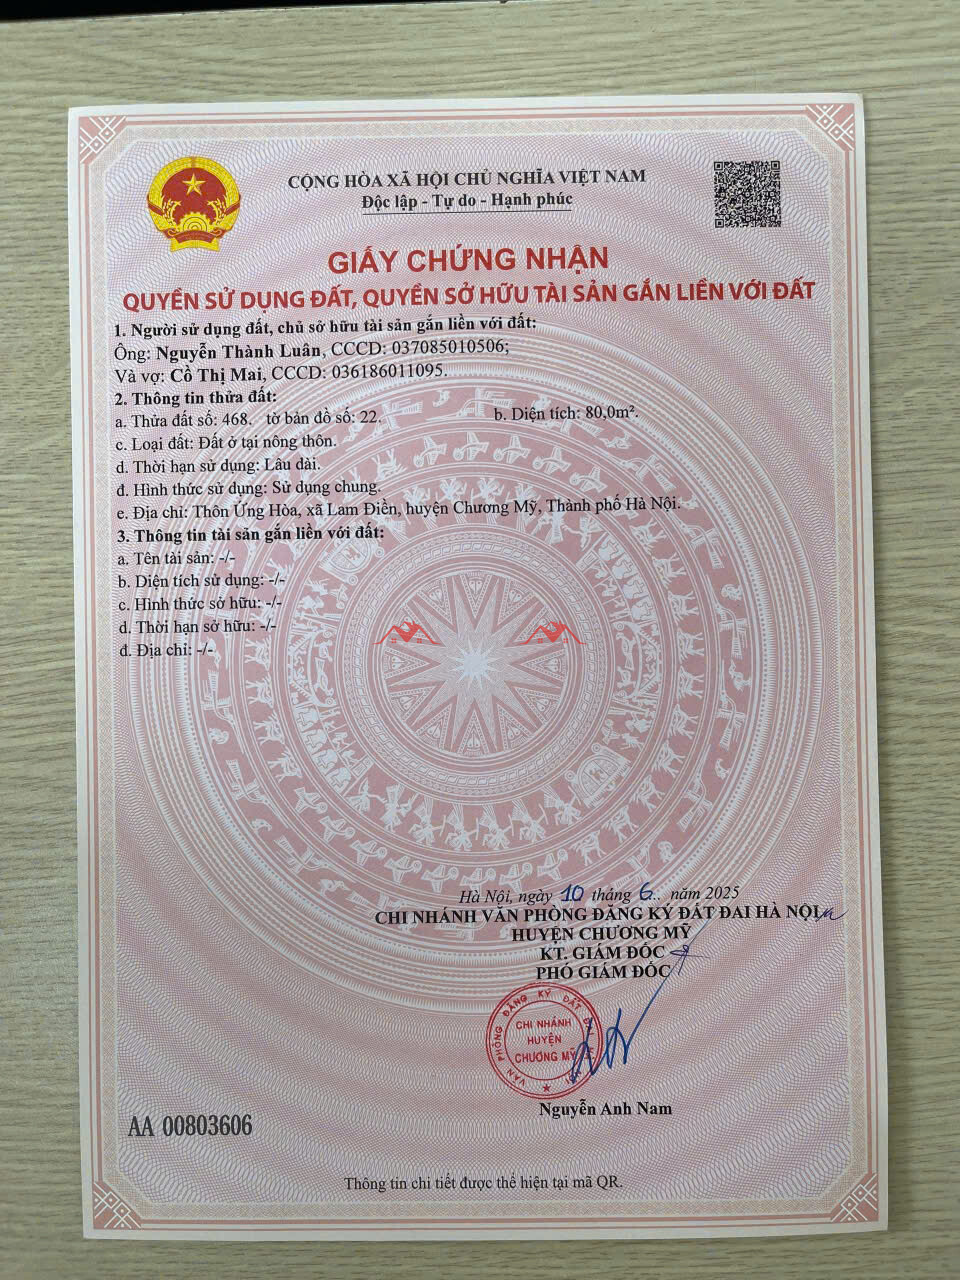 CỘNG HÒA XÃ HỘI CHỦ NGHĨA VIỆT NAM
Độc lập - Tự do - Hạnh phúc
GIẤY CHỨNG NHẬN
QUYỀN SỬ DỤNG ĐẤT, QUYỀN SỞ HỮU TÀI SẢN GẮN LIỀN VỚI ĐẤT
1. Người sử dụng đất, chủ sở hữu tài sản gắn liền với đất:
Ông: Nguyễn Thành Luân, CCCD: 037085010506;
Và vợ: Cồ Thị Mai, CCCD: 036186011095.
2. Thông tin thửa đất:
a. Thửa đất số: 468. tờ bản đồ số: 22. b. Diện tích: 80,0m².
c. Loại đất: Đất ở tại nông thôn.
d. Thời hạn sử dụng: Lâu dài.
đ. Hình thức sử dụng: Sử dụng chung.
e. Địa chỉ: Thôn Ứng Hòa, xã Lam Điền, huyện Chương Mỹ, Thành phố Hà Nội.
3. Thông tin tài sản gắn liền với đất:
a. Tên tài sản: -/-
b. Diện tích sử dụng: -/-
c. Hình thức sở hữu: -/-
d. Thời hạn sở hữu: -/-
đ. Địa chỉ: -/-
Hà Nội, ngày 10 tháng 6.. năm 2025
CHI NHÁNH VĂN PHÒNG ĐĂNG KÝ ĐẤT ĐAI HÀ NỘI
HUYỆN CHƯƠNG MỸ
KT. GIÁM ĐỐC
PHÓ GIÁM ĐỐC
VĂN PHÒNG ĐĂNG KÝ ĐẤT ĐAI HÀ NỘI
CHI NHÁNH
HUYỆN
CHƯƠNG MỸ
Nguyễn Anh Nam
AA 00803606
Thông tin chi tiết được thể hiện tại mã QR.